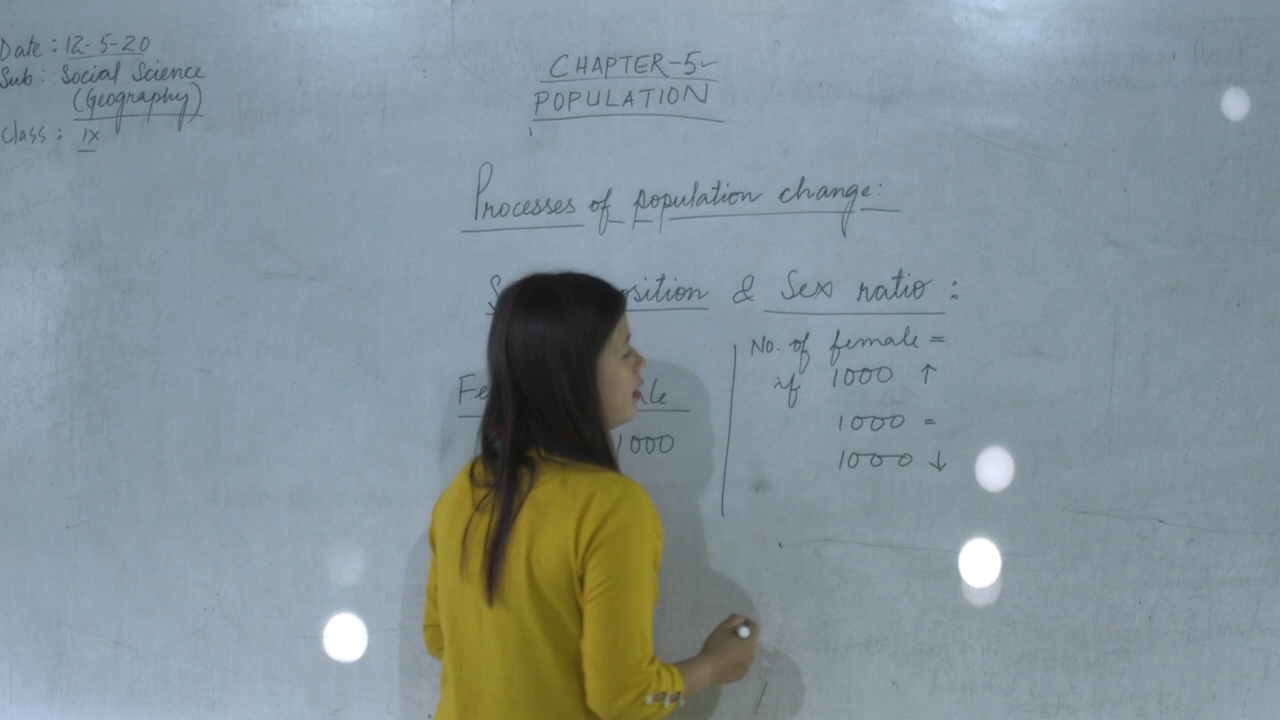 Date : 12-5-20
Sub : Social Science
(Geography)
Class : IX
CHAPTER-5
POPULATION
Processes of population change:
& Sex ratio :
No. of female =
if 1000 ↑
1000 =
1000 ↓
1000